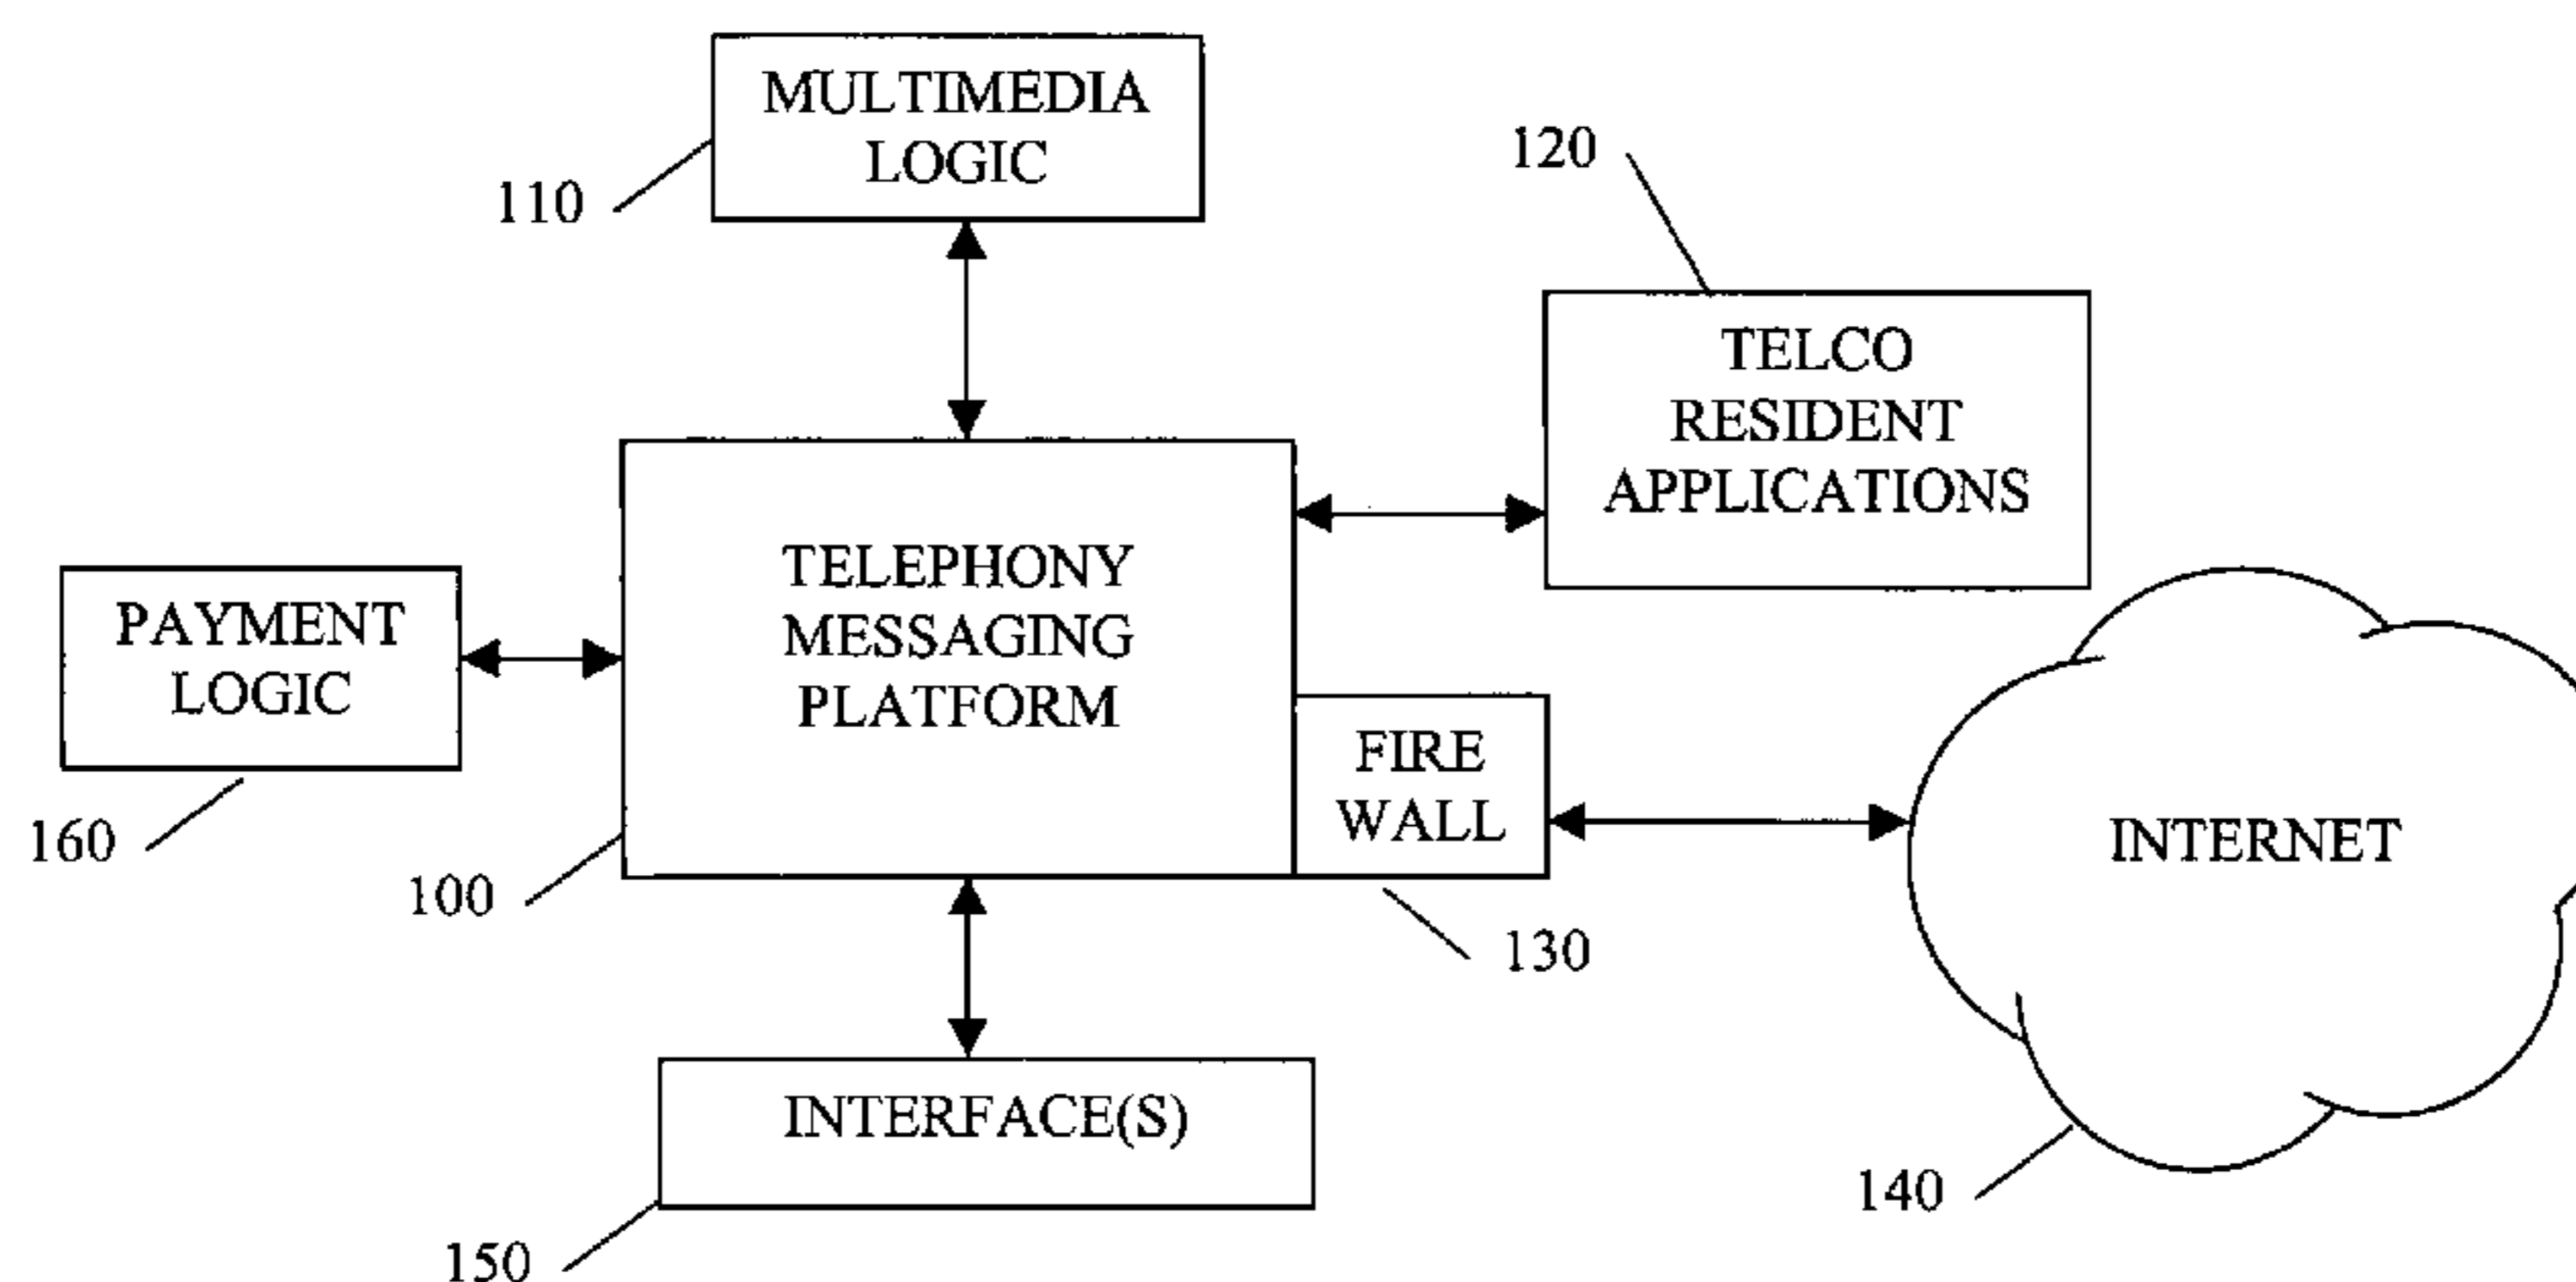 MULTIMEDIA
LOGIC
110
120
TELCO
RESIDENT
APPLICATIONS
TELEPHONY
MESSAGING
PLATFORM
PAYMENT
LOGIC
160
100
FIRE
WALL
130
INTERNET
140
INTERFACE(S)
150